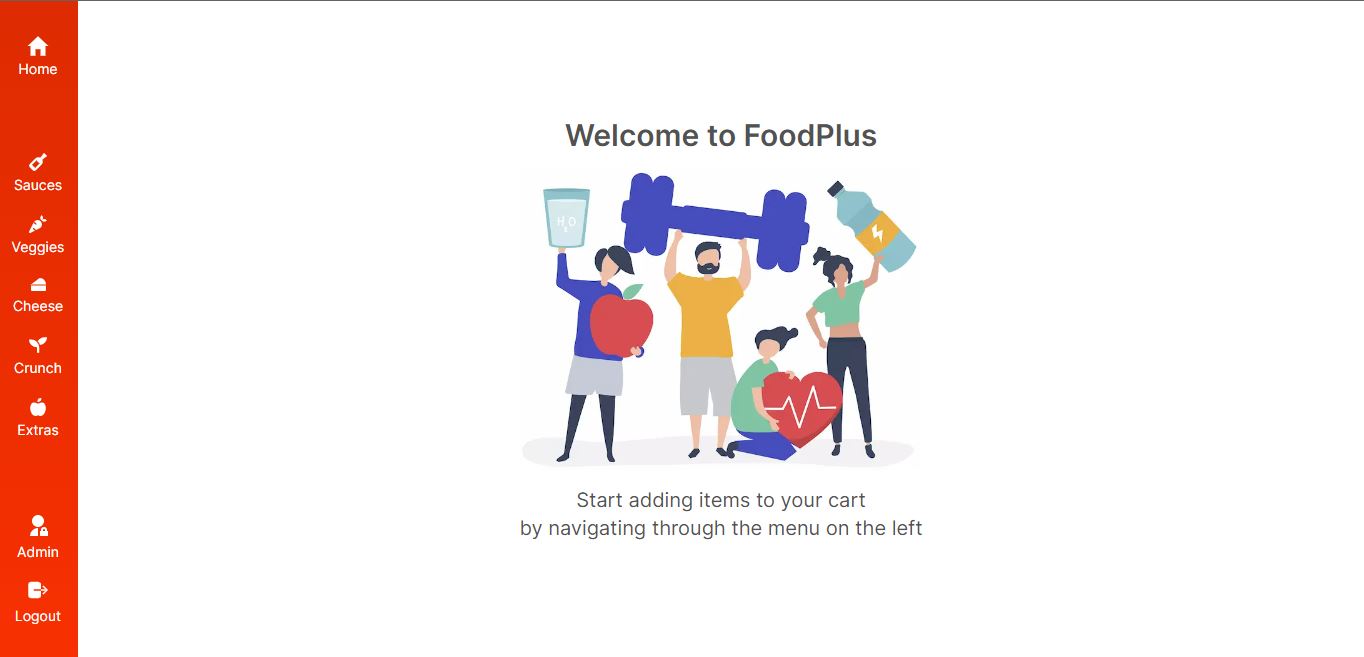 Home
Sauces
Veggies
Cheese
Crunch
Extras
Admin
Logout
Welcome to FoodPlus
H2O
Start adding items to your cart
by navigating through the menu on the left